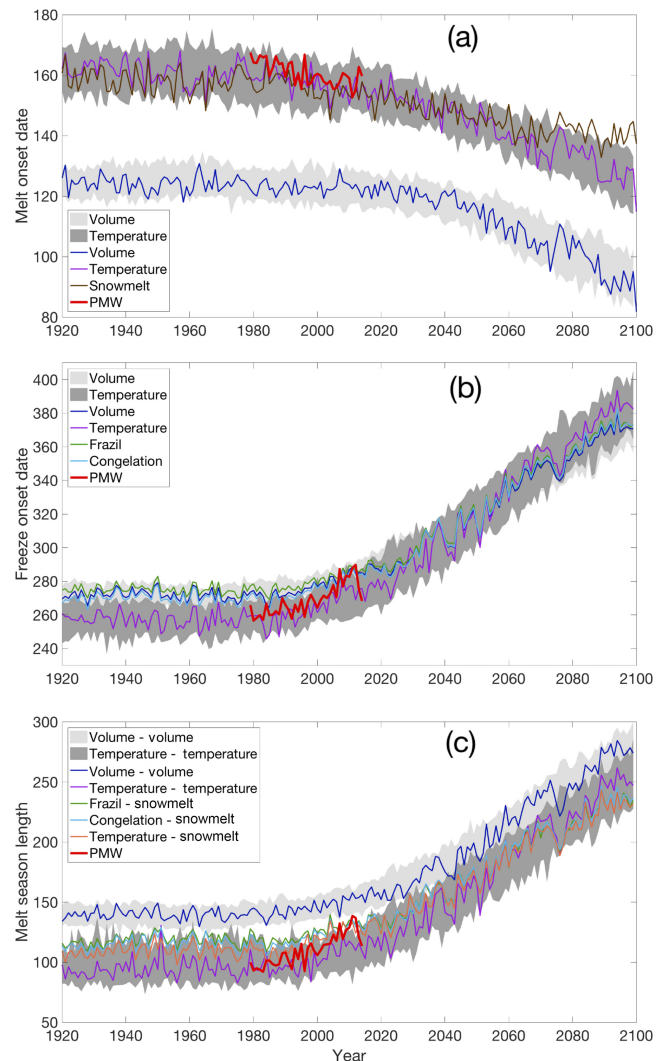 (a)
Melt onset date
180
160
140
120
100
80
Volume
Temperature
Volume
Temperature
Snowmelt
PMW
1920 1940 1960 1980 2000 2020 2040 2060 2080 2100
(b)
Freeze onset date
400
380
360
340
320
300
280
260
240
Volume
Temperature
Volume
Temperature
Frazil
Congelation
PMW
1920 1940 1960 1980 2000 2020 2040 2060 2080 2100
(c)
Melt season length
300
250
200
150
100
50
Volume - volume
Temperature - temperature
Volume - volume
Temperature - temperature
Frazil - snowmelt
Congelation - snowmelt
Temperature - snowmelt
PMW
1920 1940 1960 1980 2000 2020 2040 2060 2080 2100
Year